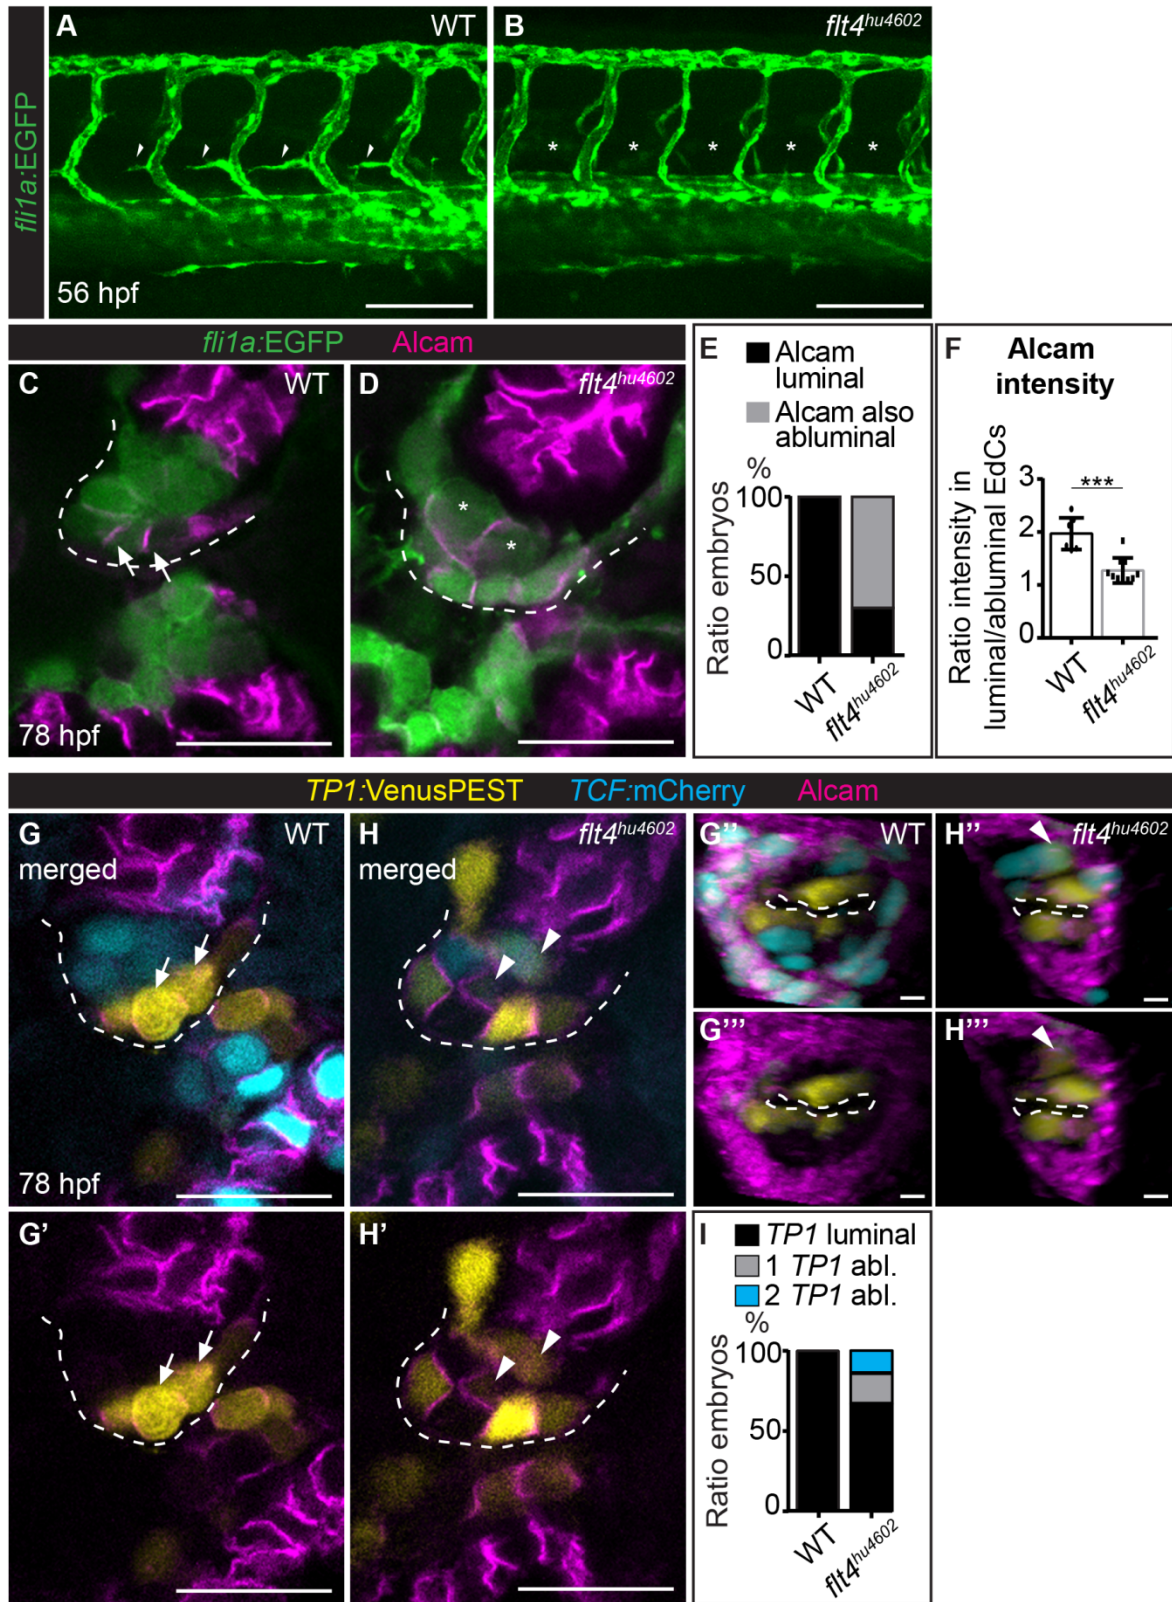 fli1a:EGFP
A
WT
56 hpf
B
flt4hu4602
* * * * *
fli1a:EGFP Alcam
C
WT
78 hpf
D
flt4hu4602
*
*
E
Alcam
luminal
Alcam also
abluminal
%
100
50
0
Ratio embryos
WT
flt4hu4602
F
Alcam
intensity
Ratio intensity in
luminal/abluminal EdCs
3
2
1
0
***
WT
flt4hu4602
TP1:VenusPEST TCF:mCherry Alcam
G
WT
merged
78 hpf
H
flt4hu4602
merged
G''
WT
H''
flt4hu4602
G'''
H'''
G'
H'
I
TP1 luminal
1 TP1 abl.
2 TP1 abl.
%
100
50
0
Ratio embryos
WT
flt4hu4602